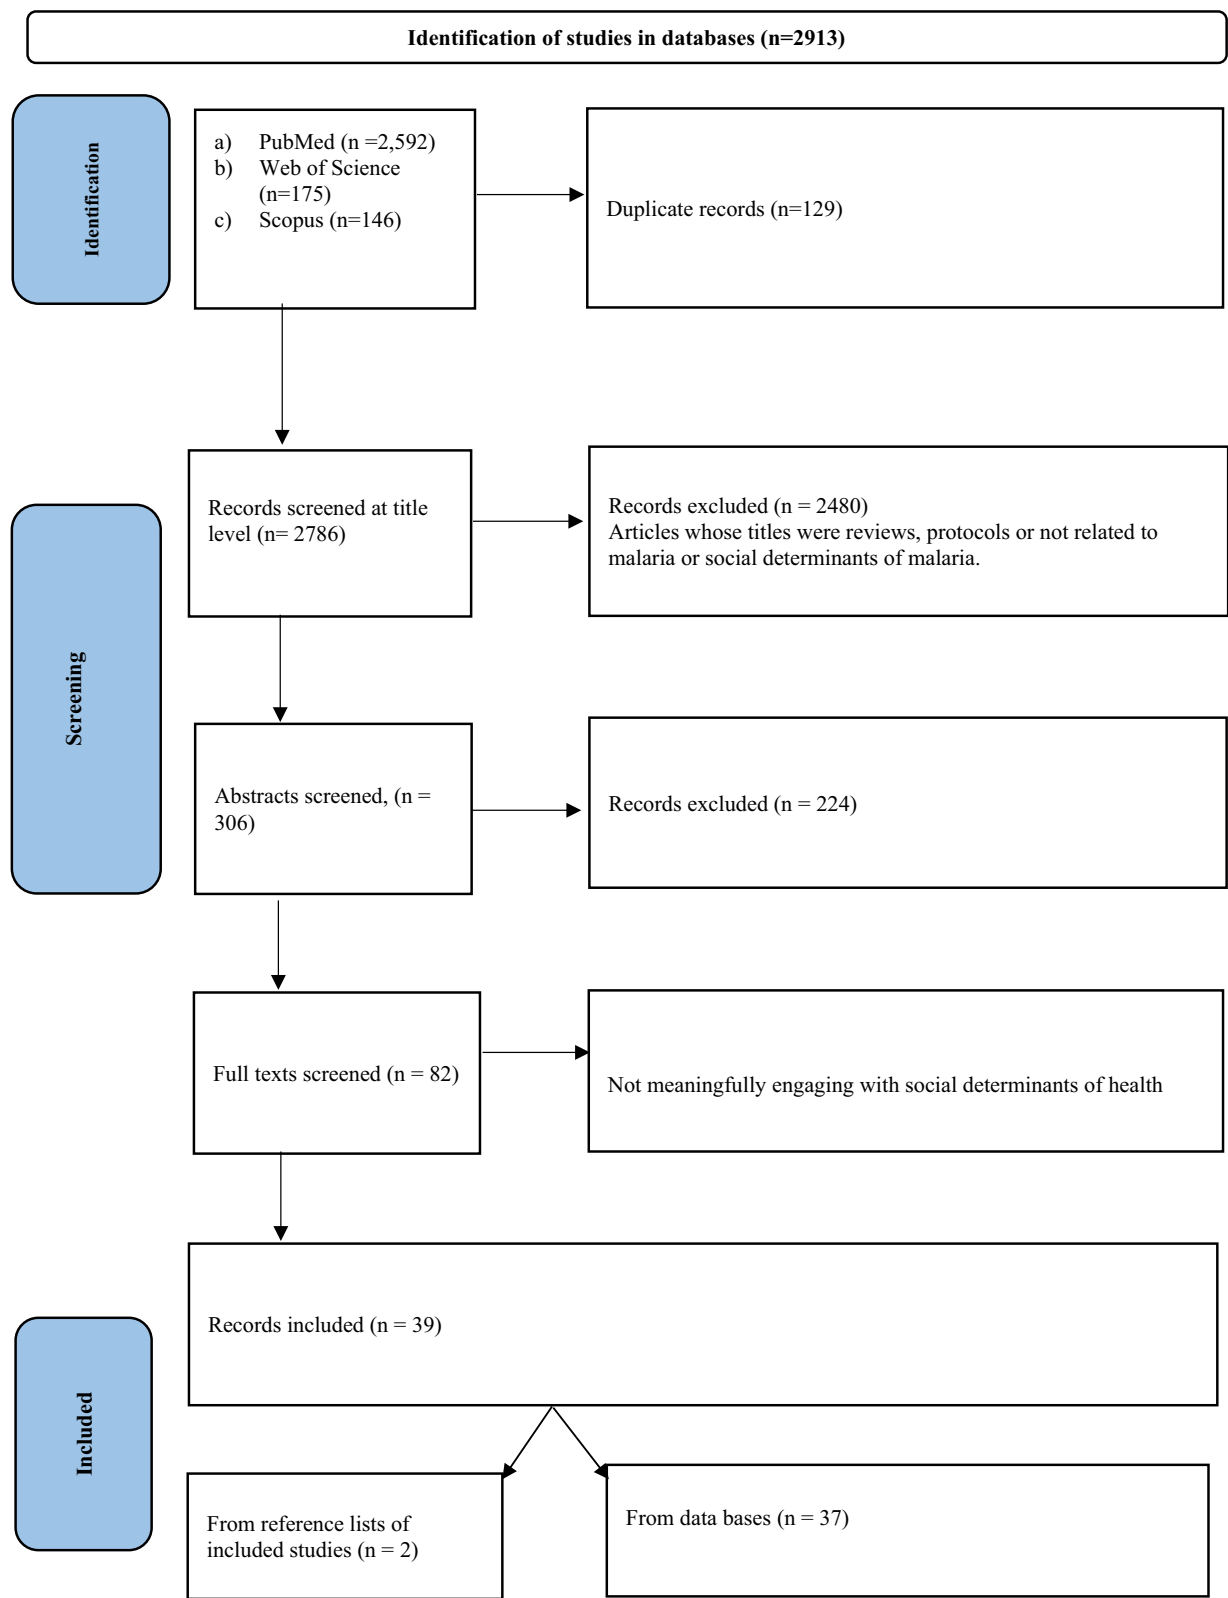 Identification of studies in databases (n=2913)
Identification
a) PubMed (n =2,592)
b) Web of Science
(n=175)
c) Scopus (n=146)
Duplicate records (n=129)
Screening
Records screened at title
level (n= 2786)
Records excluded (n = 2480)
Articles whose titles were reviews, protocols or not related to
malaria or social determinants of malaria.
Abstracts screened, (n =
306)
Records excluded (n = 224)
Full texts screened (n = 82)
Not meaningfully engaging with social determinants of health
Included
Records included (n = 39)
From reference lists of
included studies (n = 2)
From data bases (n = 37)